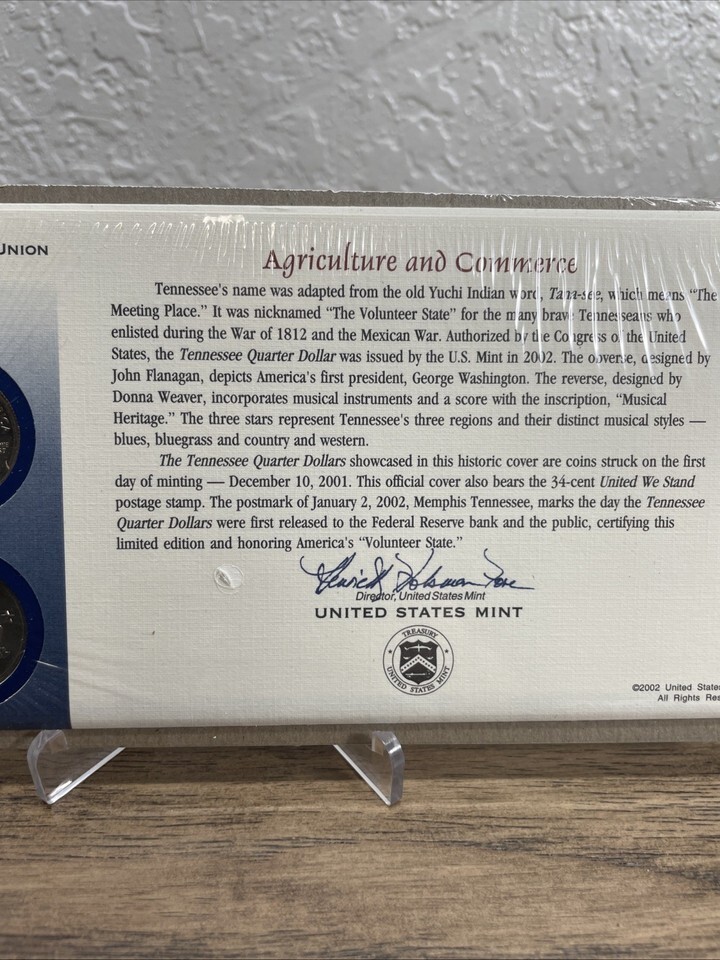 UNION
Agriculture and Commerce
Tennessee's name was adapted from the old Yuchi Indian word, Tana-see, which means “The
Meeting Place.” It was nicknamed “The Volunteer State” for the many brave Tennesseans who
enlisted during the War of 1812 and the Mexican War. Authorized by the Congress of the United
States, the Tennessee Quarter Dollar was issued by the U.S. Mint in 2002. The obverse, designed by
John Flanagan, depicts America's first president, George Washington. The reverse, designed by
Donna Weaver, incorporates musical instruments and a score with the inscription, “Musical
Heritage.” The three stars represent Tennessee's three regions and their distinct musical styles —
blues, bluegrass and country and western.
The Tennessee Quarter Dollars showcased in this historic cover are coins struck on the first
day of minting — December 10, 2001. This official cover also bears the 34-cent United We Stand
postage stamp. The postmark of January 2, 2002, Memphis Tennessee, marks the day the Tennessee
Quarter Dollars were first released to the Federal Reserve bank and the public, certifying this
limited edition and honoring America's “Volunteer State.”
Director, United States Mint
UNITED STATES MINT
TREASURY
UNITED STATES MINT
©2002 United States
All Rights Res